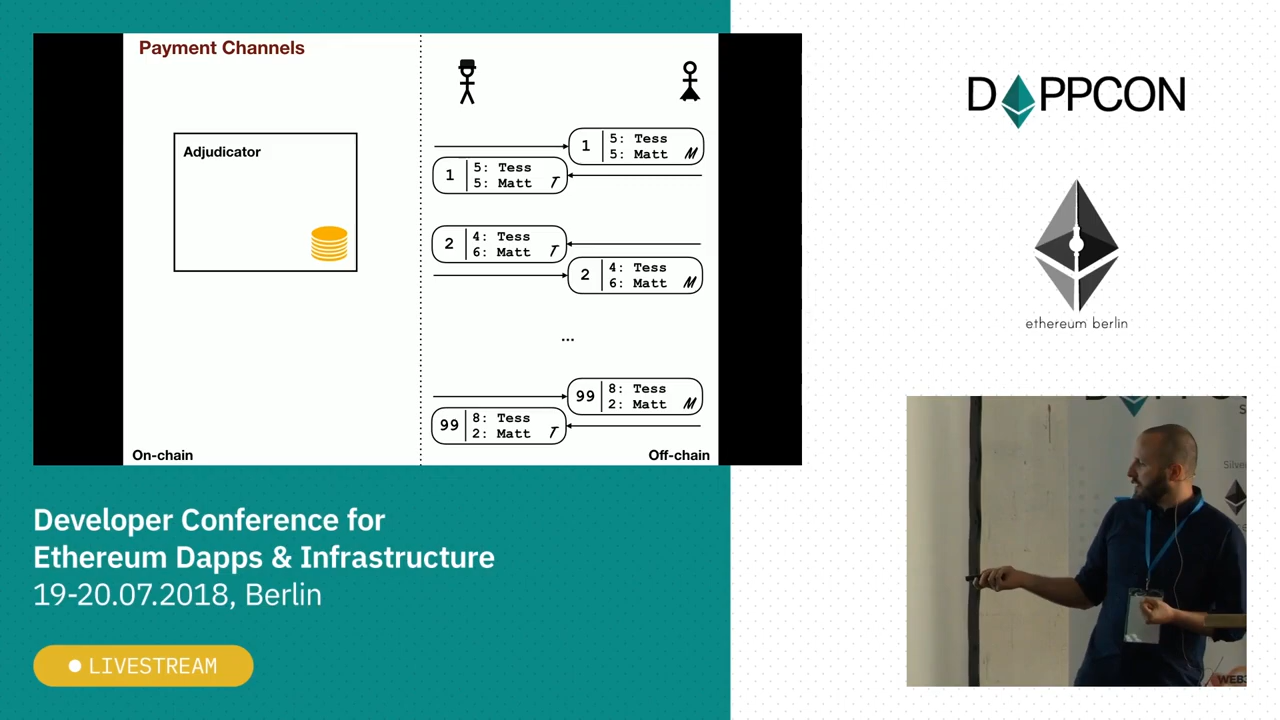 Payment Channels
Adjudicator
1 5: Tess
5: Matt M
1 5: Tess
5: Matt T
2 4: Tess
6: Matt T
2 4: Tess
6: Matt M
...
99 8: Tess
2: Matt M
99 8: Tess
2: Matt T
On-chain
Off-chain
Developer Conference for
Ethereum Dapps & Infrastructure
19-20.07.2018, Berlin
LIVESTREAM
DAPPCON
ethereum berlin
Silver
WEB3